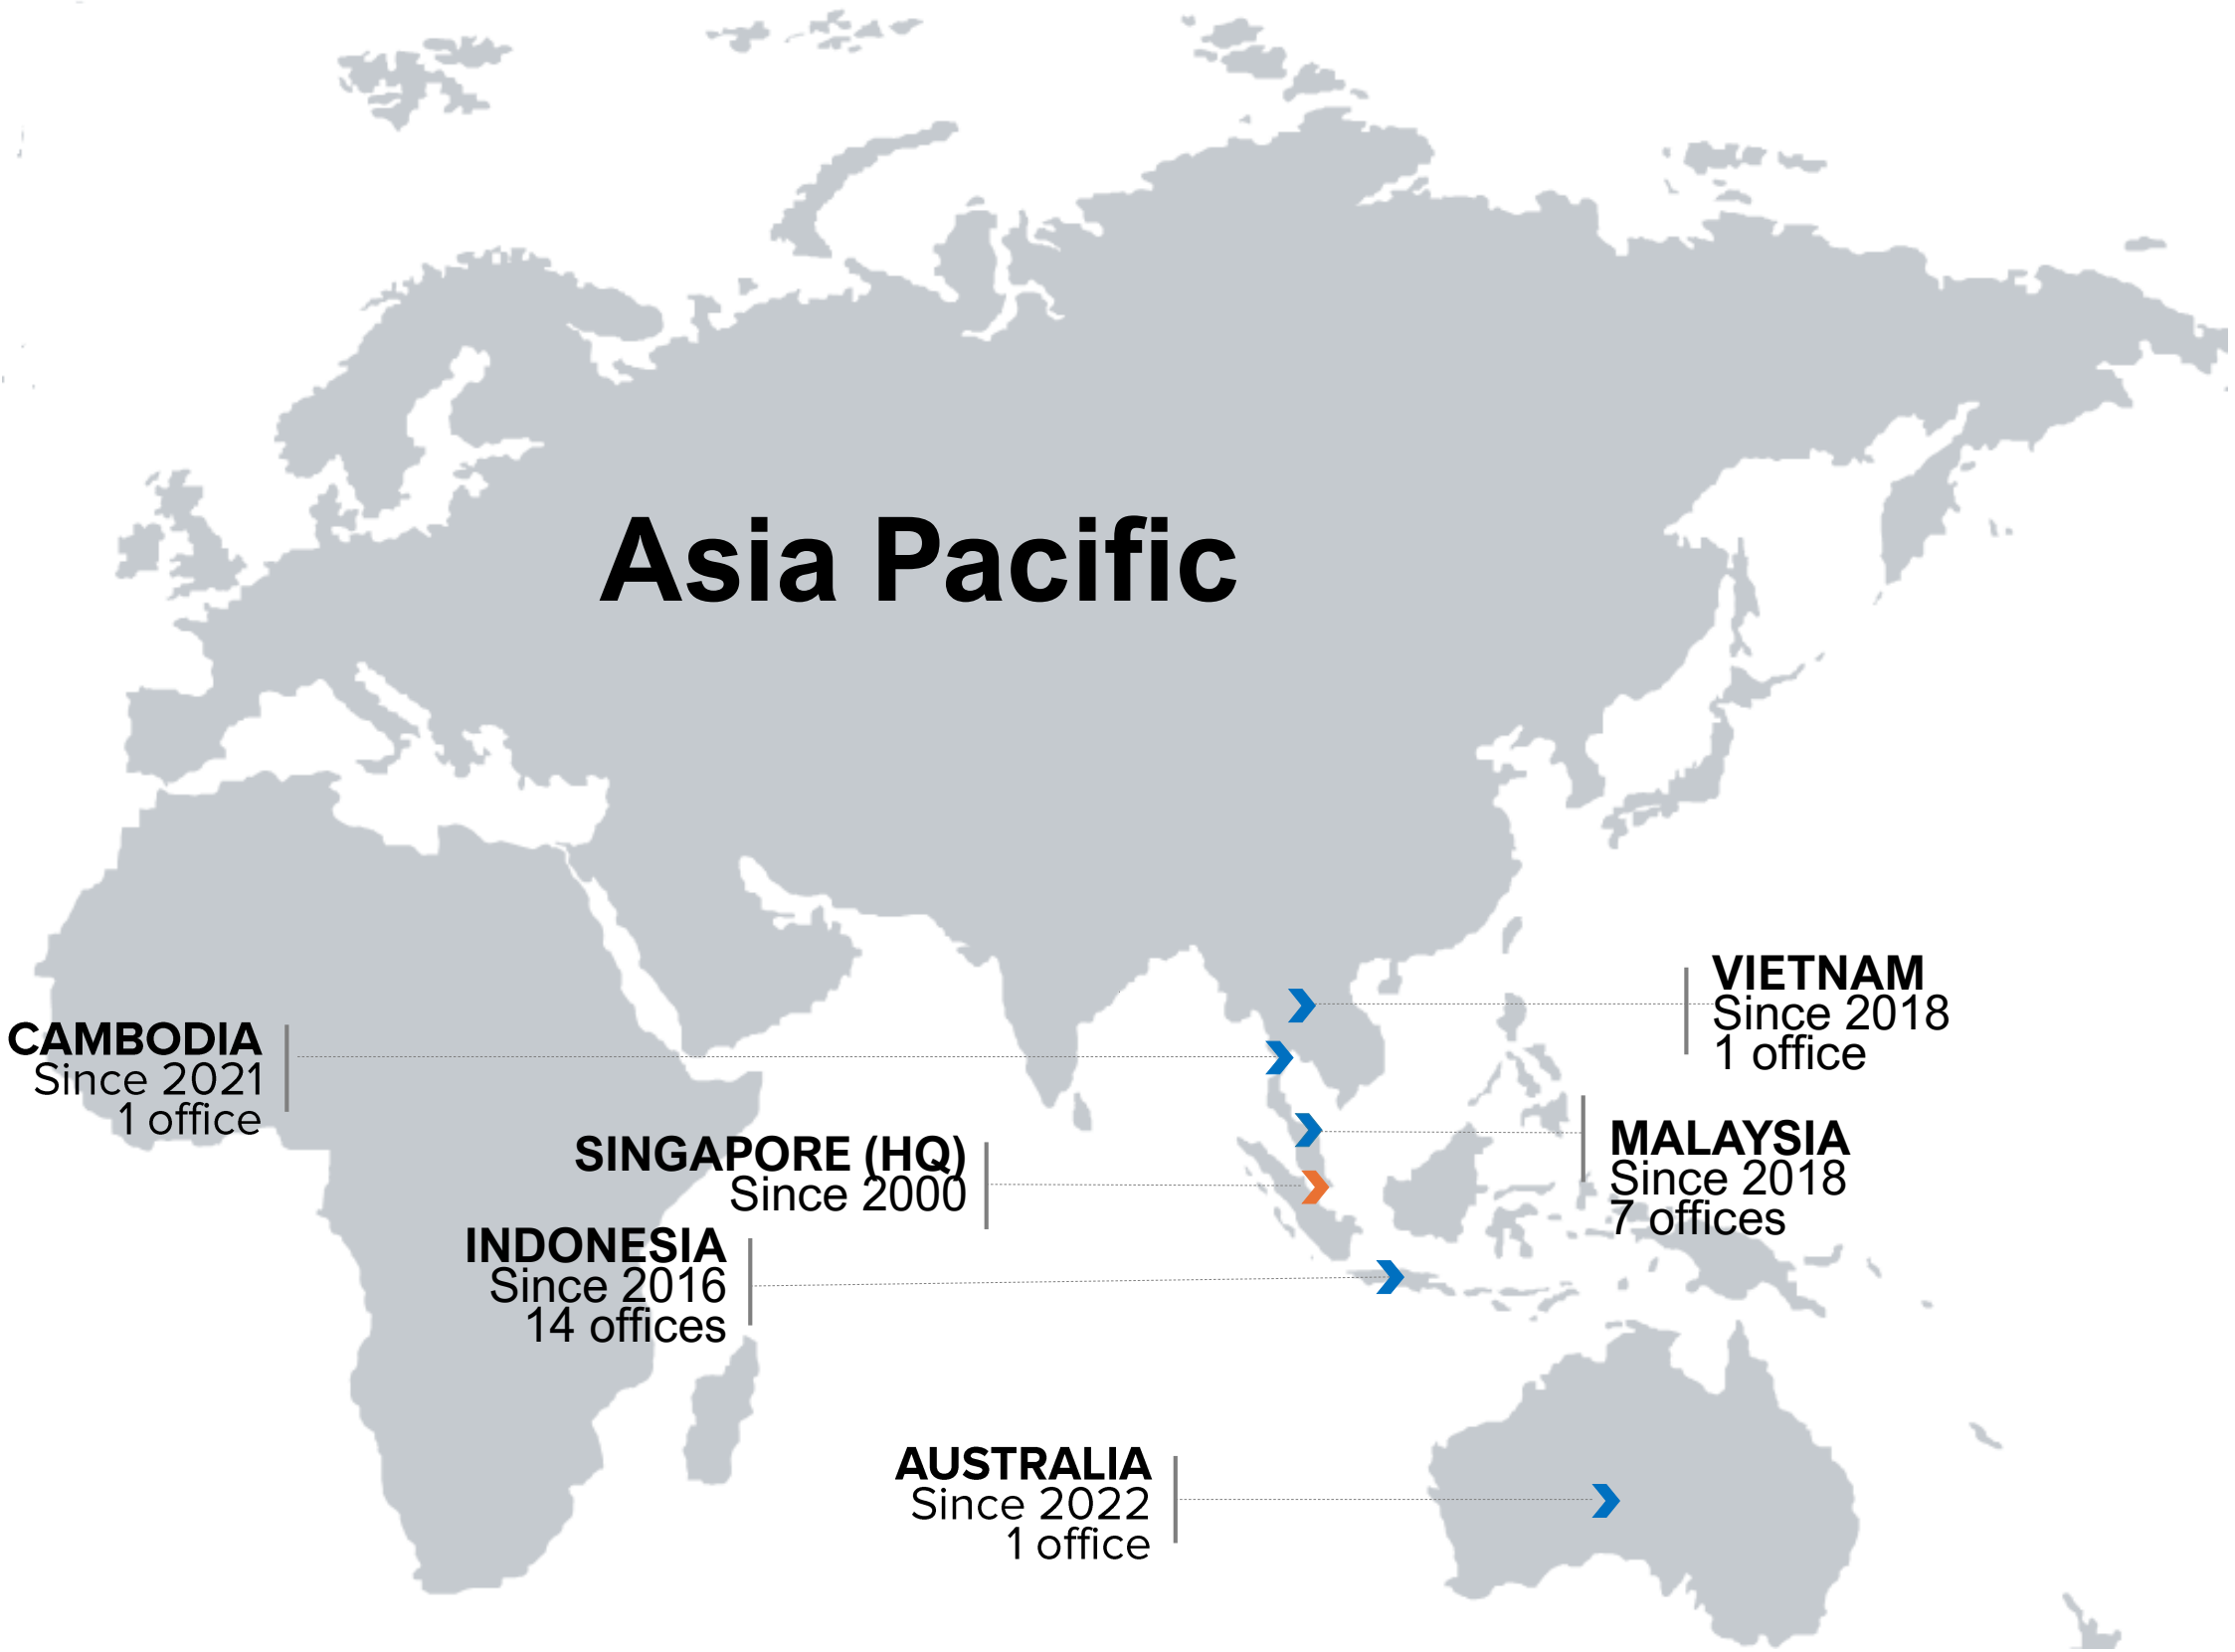 Asia Pacific
VIETNAM
Since 2018
1 office
CAMBODIA
Since 2021
1 office
MALAYSIA
Since 2018
7 offices
SINGAPORE (HQ)
Since 2000
INDONESIA
Since 2016
14 offices
AUSTRALIA
Since 2022
1 office